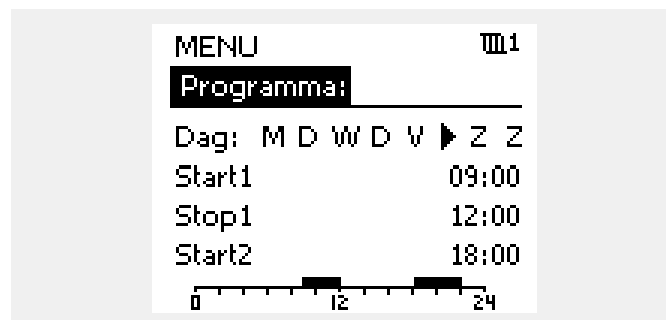 MENU 1
Programma:
Dag: M D W D V ▶ Z Z
Start1 09:00
Stop1 12:00
Start2 18:00
0 12 24